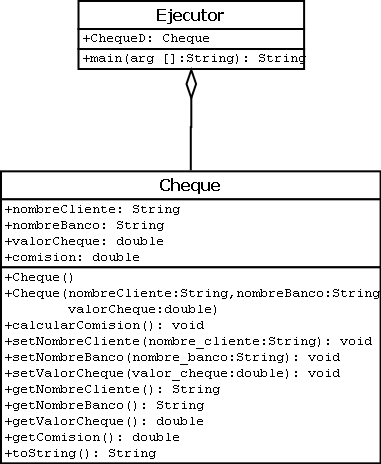 Ejecutor
+ChequeD: Cheque
+main(arg []:String): String
Cheque
+nombreCliente: String
+nombreBanco: String
+valorCheque: double
+comision: double
+Cheque()
+Cheque(nombreCliente:String,nombreBanco:String
valorCheque:double)
+calcularComision(): void
+setNombreCliente(nombre_cliente:String): void
+setNombreBanco(nombre_banco:String): void
+setValorCheque(valor_cheque:double): void
+getNombreCliente(): String
+getNombreBanco(): String
+getValorCheque(): double
+getComision(): double
+toString(): String